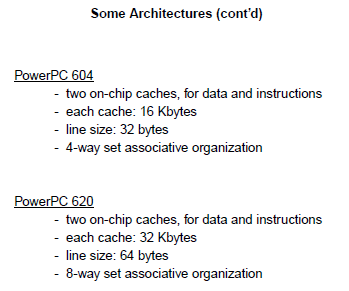 Some Architectures (cont'd)
PowerPC 604
- two on-chip caches, for data and instructions
- each cache: 16 Kbytes
- line size: 32 bytes
- 4-way set associative organization
PowerPC 620
- two on-chip caches, for data and instructions
- each cache: 32 Kbytes
- line size: 64 bytes
- 8-way set associative organization